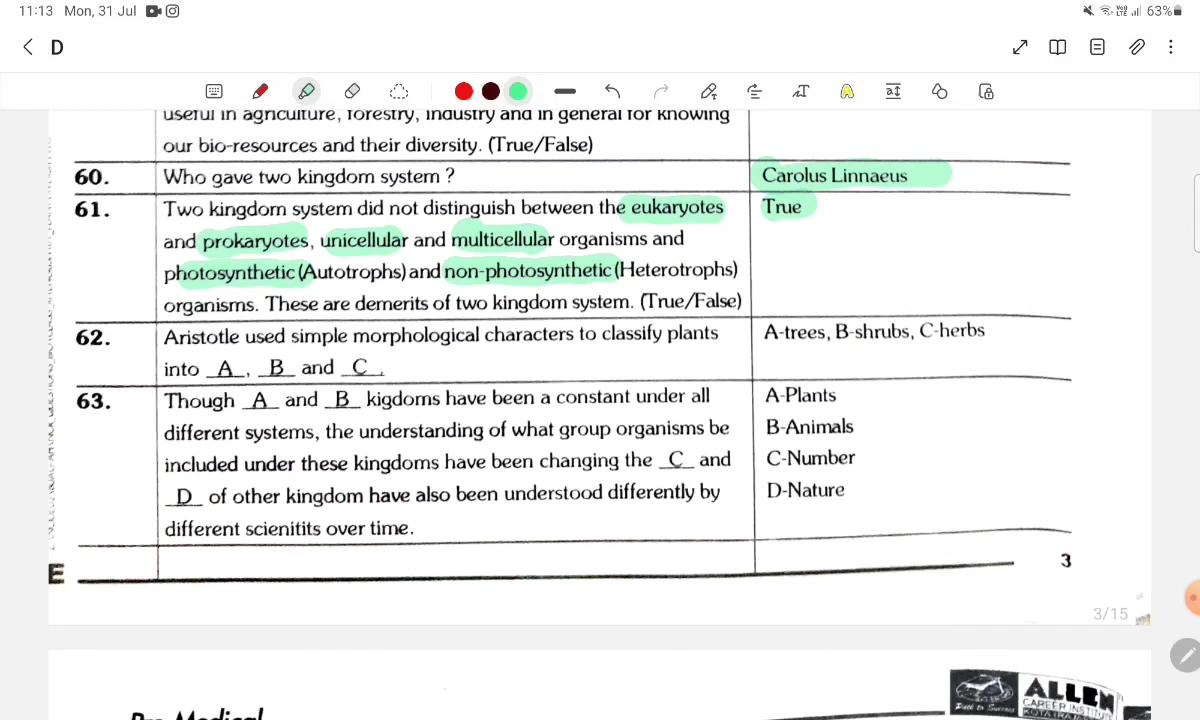 11:13 Mon, 31 Jul
63%
D
useful in agriculture, forestry, industry and in general for knowing
our bio-resources and their diversity. (True/False)
60. Who gave two kingdom system ? Carolus Linnaeus
61. Two kingdom system did not distinguish between the eukaryotes True
and prokaryotes, unicellular and multicellular organisms and
photosynthetic (Autotrophs) and non-photosynthetic (Heterotrophs)
organisms. These are demerits of two kingdom system. (True/False)
62. Aristotle used simple morphological characters to classify plants A-trees, B-shrubs, C-herbs
into A, B and C.
63. Though A and B kigdoms have been a constant under all A-Plants
different systems, the understanding of what group organisms be B-Animals
included under these kingdoms have been changing the C and C-Number
D of other kingdom have also been understood differently by D-Nature
different scienitits over time.
E
3
3/15
Pre-Medical
ALLEN
CAREER INSTITUTE